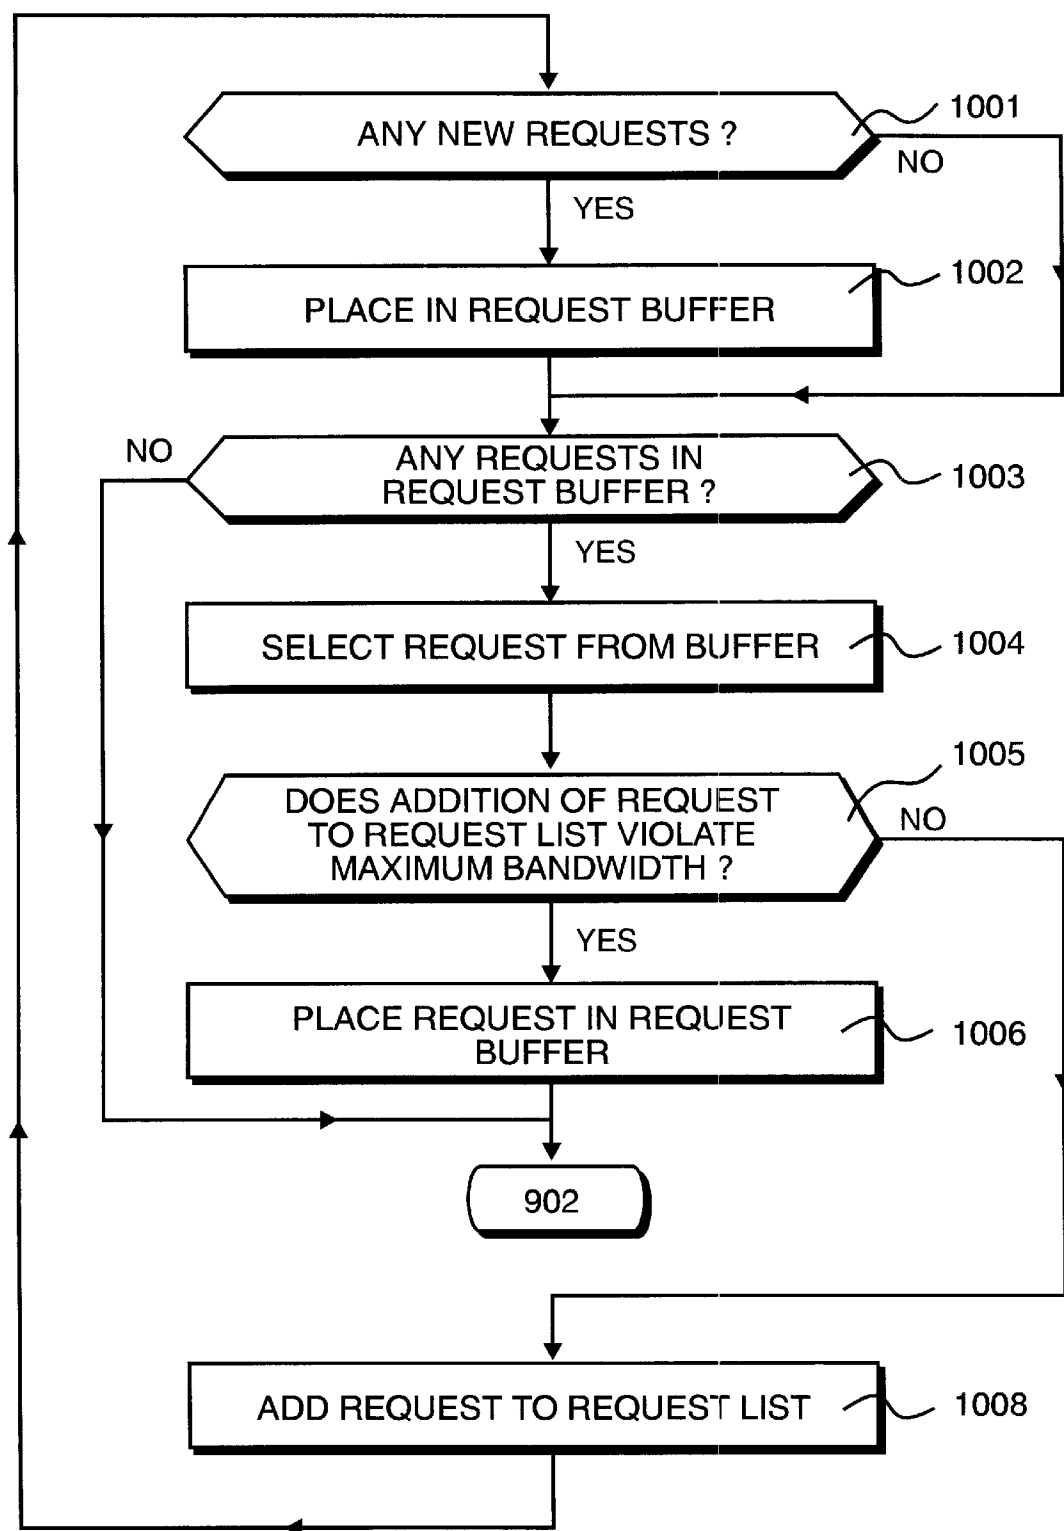 ANY NEW REQUESTS ?
1001
NO
YES
PLACE IN REQUEST BUFFER
1002
NO
ANY REQUESTS IN
REQUEST BUFFER ?
1003
YES
SELECT REQUEST FROM BUFFER
1004
DOES ADDITION OF REQUEST
TO REQUEST LIST VIOLATE
MAXIMUM BANDWIDTH ?
1005
NO
YES
PLACE REQUEST IN REQUEST
BUFFER
1006
902
ADD REQUEST TO REQUEST LIST
1008